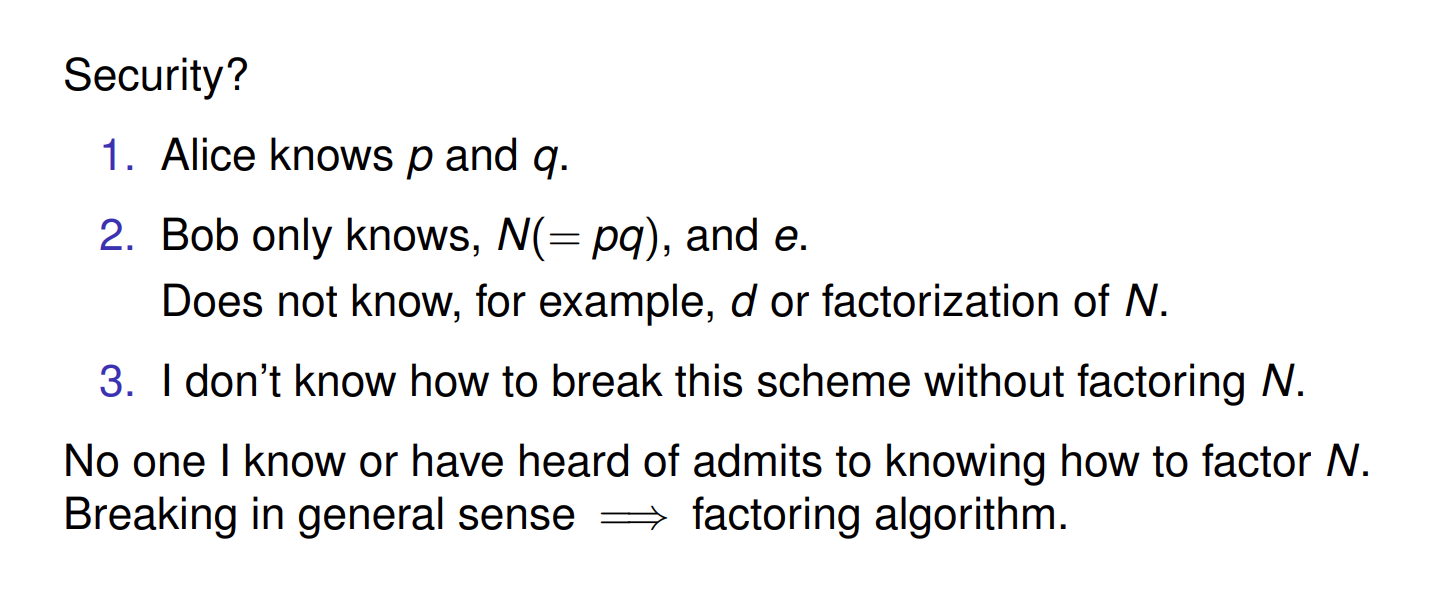 Security?
1. Alice knows p and q.
2. Bob only knows, N(= pq), and e.
Does not know, for example, d or factorization of N.
3. I don’t know how to break this scheme without factoring N.
No one I know or have heard of admits to knowing how to factor N.
Breaking in general sense ⟹ factoring algorithm.